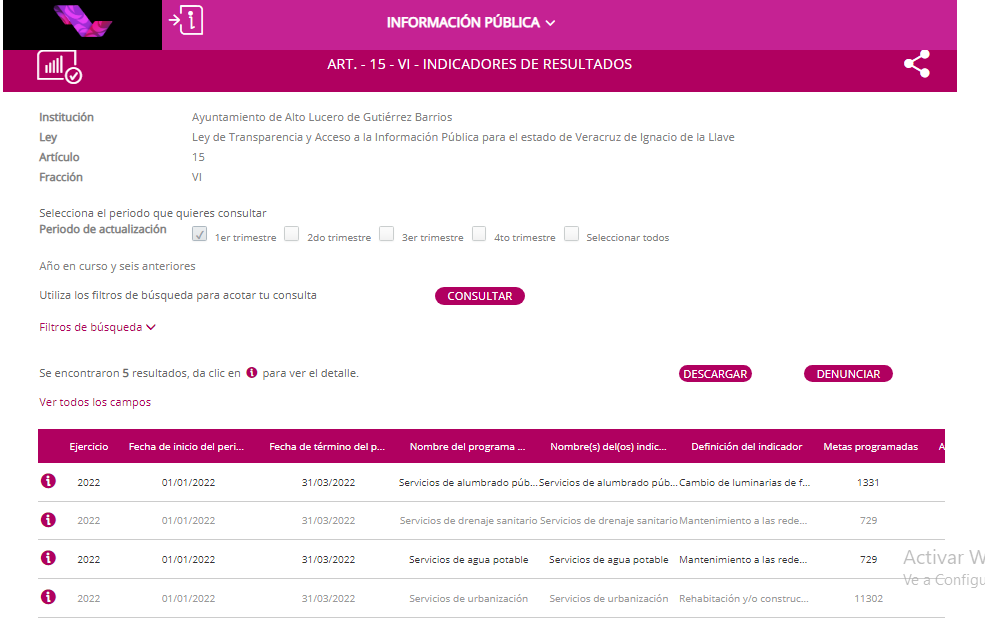 INFORMACIÓN PÚBLICA
ART. - 15 - VI - INDICADORES DE RESULTADOS
Institución Ayuntamiento de Alto Lucero de Gutiérrez Barrios
Ley Ley de Transparencia y Acceso a la Información Pública para el estado de Veracruz de Ignacio de la Llave
Artículo 15
Fracción VI
Selecciona el periodo que quieres consultar
Periodo de actualización 1er trimestre 2do trimestre 3er trimestre 4to trimestre Seleccionar todos
Año en curso y seis anteriores
Utiliza los filtros de búsqueda para acotar tu consulta CONSULTAR
Filtros de búsqueda
Se encontraron 5 resultados, da clic en i para ver el detalle. DESCARGAR DENUNCIAR
Ver todos los campos
Ejercicio Fecha de inicio del peri... Fecha de término del p... Nombre del programa ... Nombre(s) del(os) indic... Definición del indicador Metas programadas A
2022 01/01/2022 31/03/2022 Servicios de alumbrado púb... Servicios de alumbrado púb... Cambio de luminarias de f... 1331
2022 01/01/2022 31/03/2022 Servicios de drenaje sanitario Servicios de drenaje sanitario Mantenimiento a las rede... 729
2022 01/01/2022 31/03/2022 Servicios de agua potable Servicios de agua potable Mantenimiento a las rede... 729
2022 01/01/2022 31/03/2022 Servicios de urbanización Servicios de urbanización Rehabitación y/o construc... 11302
Activar W
Ve a Configu